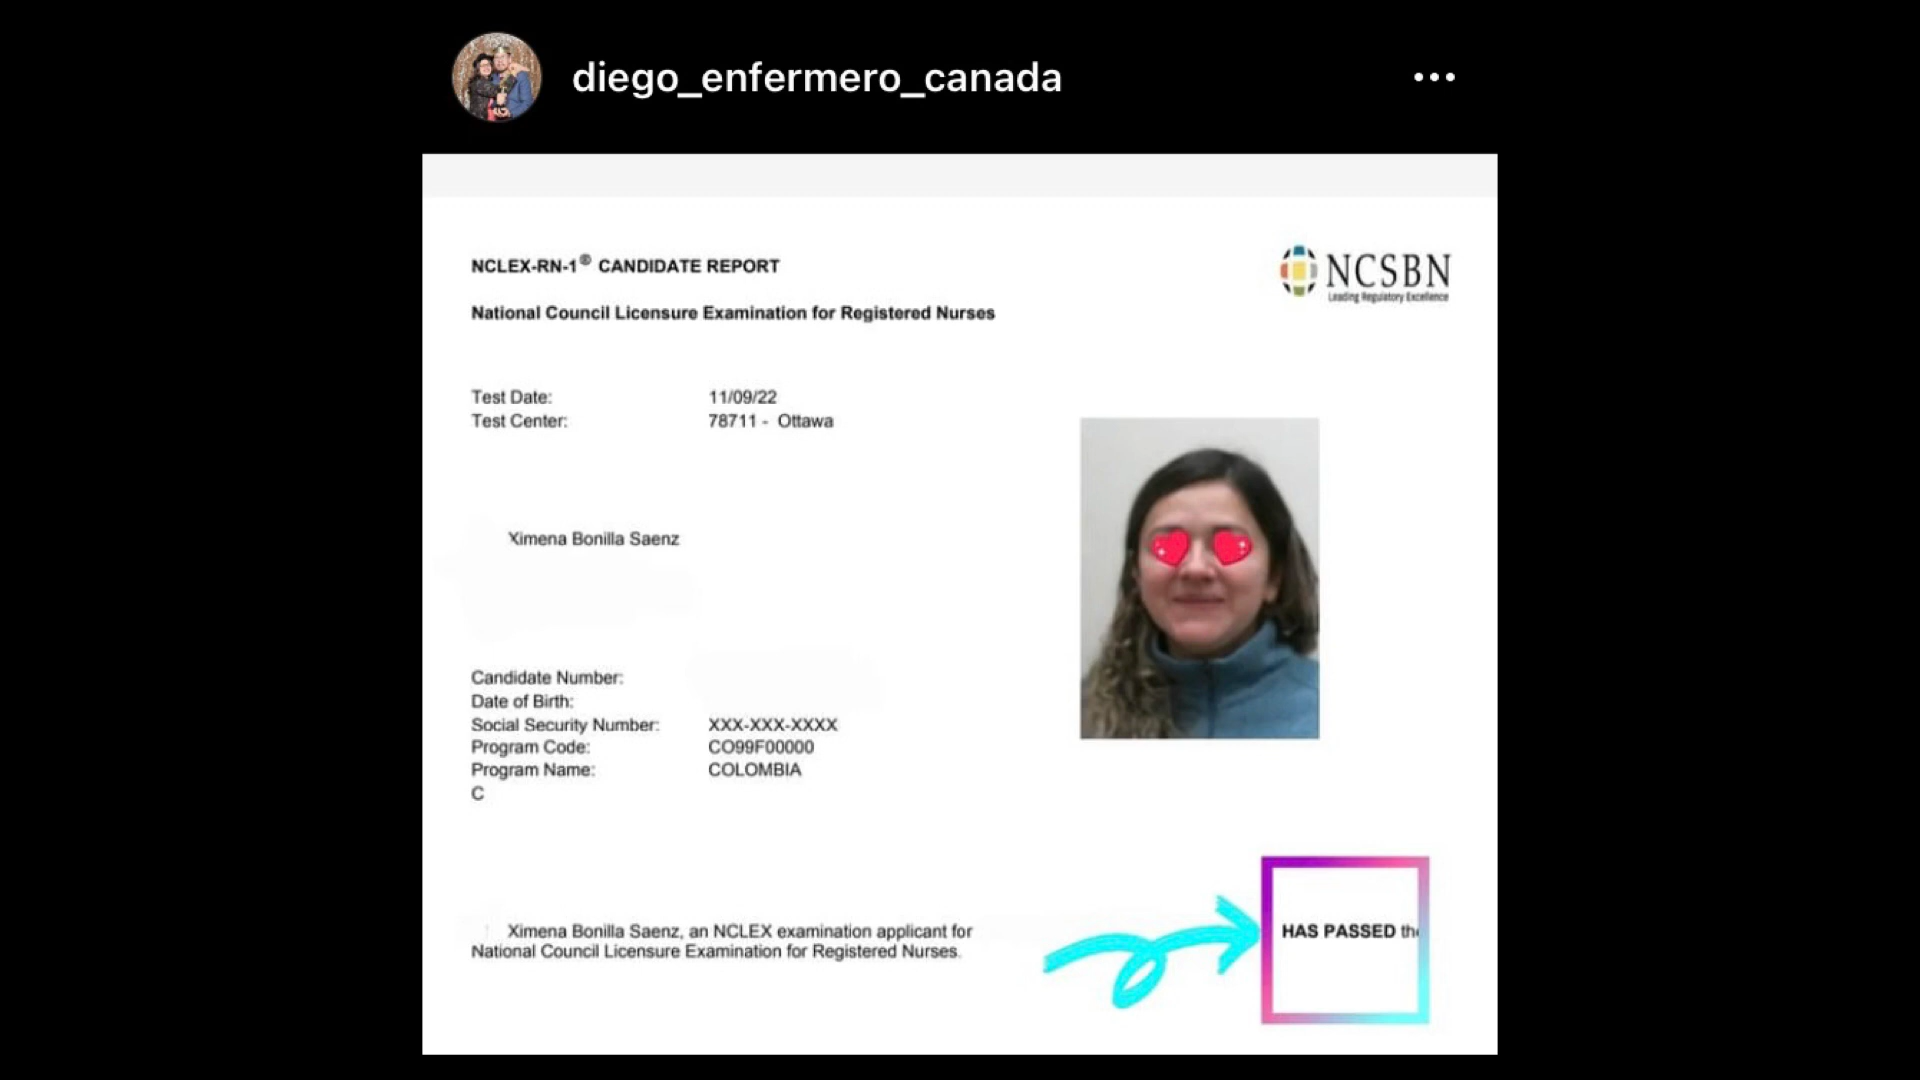 diego_enfermero_canada
NCLEX-RN-1® CANDIDATE REPORT
NCSBN
Leading Regulatory Excellence
National Council Licensure Examination for Registered Nurses
Test Date: 11/09/22
Test Center: 78711 - Ottawa
Ximena Bonilla Saenz
Candidate Number:
Date of Birth:
Social Security Number: XXX-XXX-XXXX
Program Code: CO99F00000
Program Name: COLOMBIA
C
Ximena Bonilla Saenz, an NCLEX examination applicant for HAS PASSED the
National Council Licensure Examination for Registered Nurses.